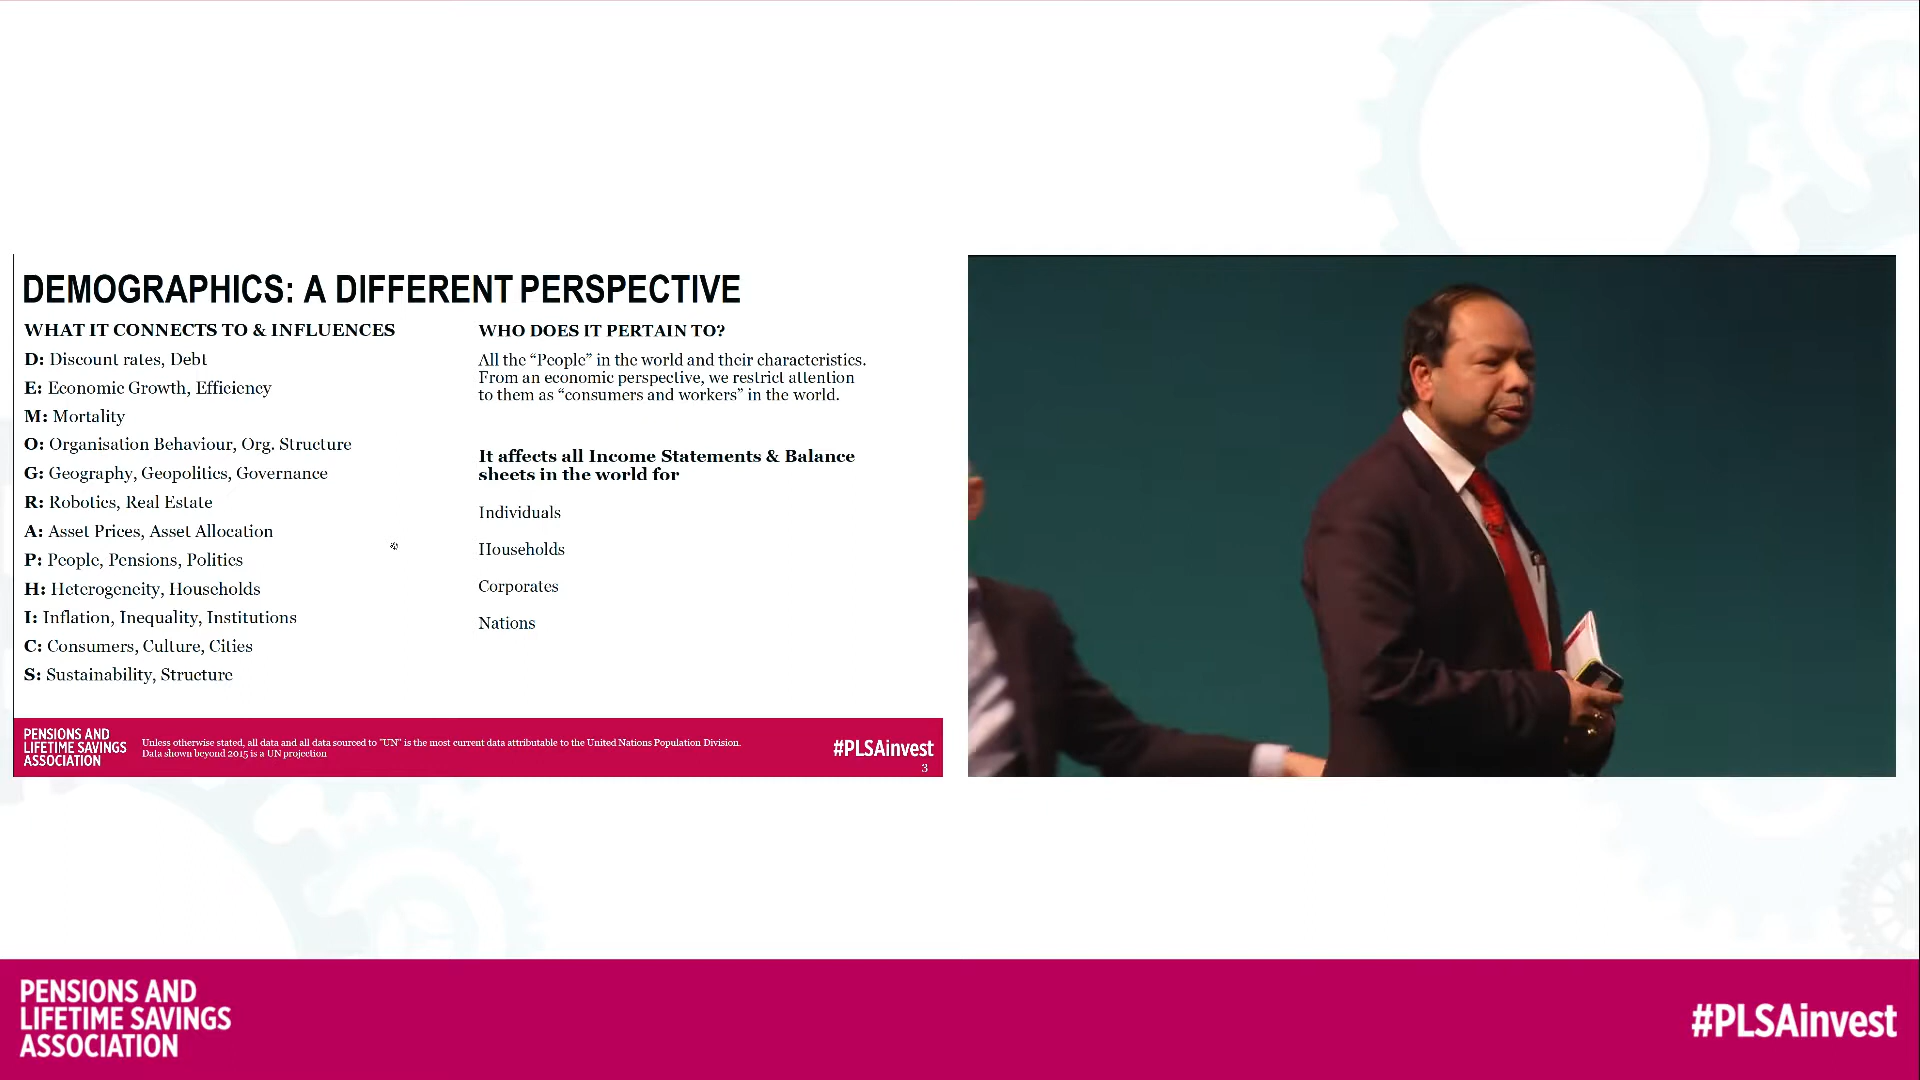 DEMOGRAPHICS: A DIFFERENT PERSPECTIVE
WHAT IT CONNECTS TO & INFLUENCES
D: Discount rates, Debt
E: Economic Growth, Efficiency
M: Mortality
O: Organisation Behaviour, Org. Structure
G: Geography, Geopolitics, Governance
R: Robotics, Real Estate
A: Asset Prices, Asset Allocation
P: People, Pensions, Politics
H: Heterogeneity, Households
I: Inflation, Inequality, Institutions
C: Consumers, Culture, Cities
S: Sustainability, Structure
WHO DOES IT PERTAIN TO?
All the “People” in the world and their characteristics.
From an economic perspective, we restrict attention
to them as “consumers and workers” in the world.
It affects all Income Statements & Balance
sheets in the world for
Individuals
Households
Corporates
Nations
PENSIONS AND
LIFETIME SAVINGS
ASSOCIATION
Unless otherwise stated, all data and all data sourced to "UN" is the most current data attributable to the United Nations Population Division.
Data shown beyond 2015 is a UN projection
#PLSAinvest
3
PENSIONS AND
LIFETIME SAVINGS
ASSOCIATION
#PLSAinvest